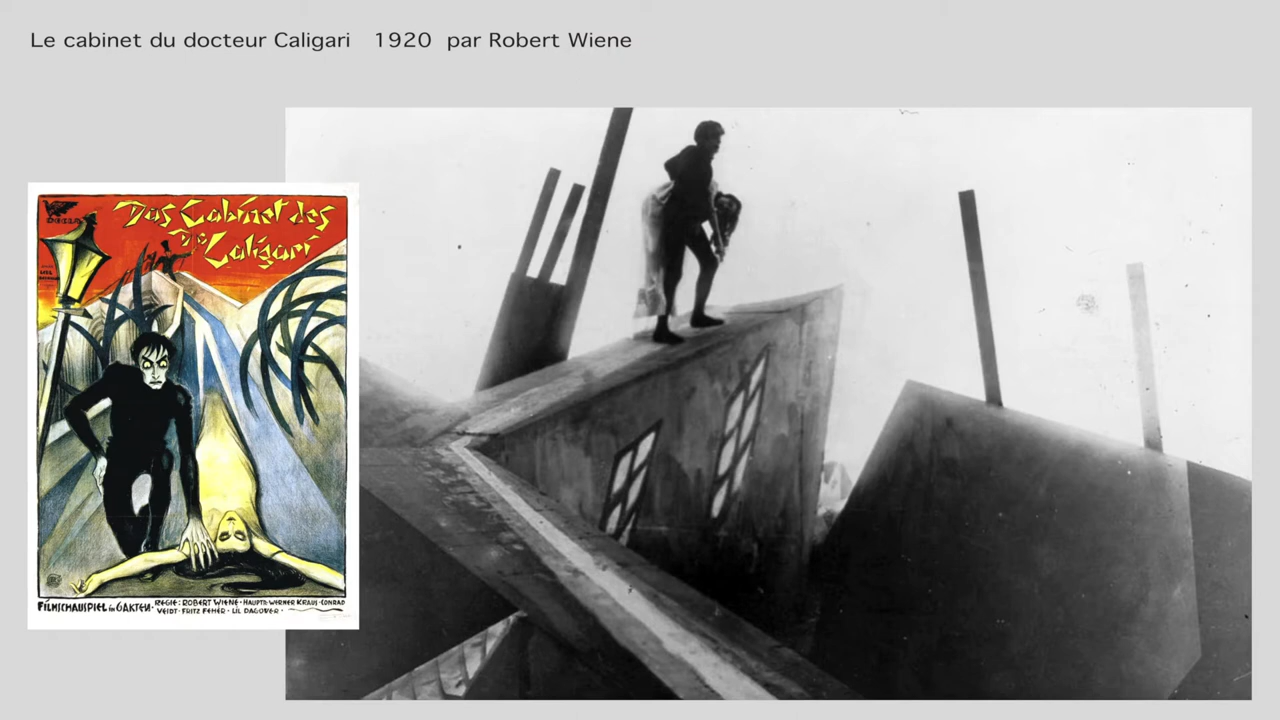 Le cabinet du docteur Caligari 1920 par Robert Wiene
Das Cabinet des
Dr.
Caligari
FILMSCHAUSPIEL in 6 AKTEN·
REGIE: ROBERT WIENE · HAUPTR: WERNER KRAUS · CONRAD
VEIDT · FRITZ FEHER · LIL DAGOVER ·